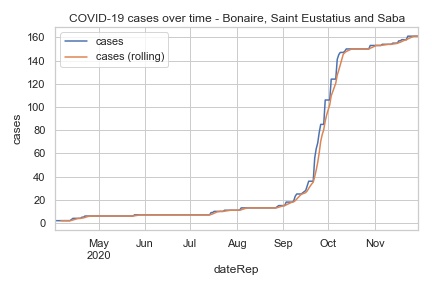 COVID-19 cases over time - Bonaire, Saint Eustatius and Saba
cases
cases (rolling)
160
140
120
100
80
60
40
20
0
cases
May Jun Jul Aug Sep Oct Nov
2020
dateRep